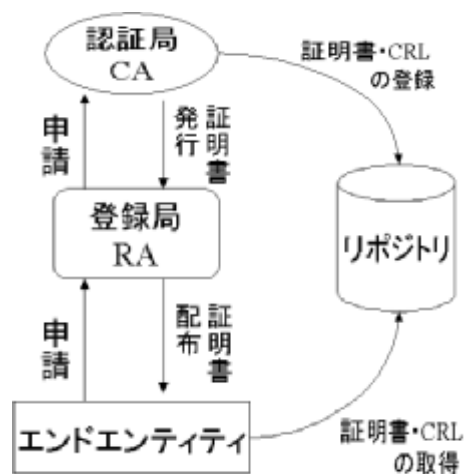 認証局
CA
証明書・CRL
の登録
申請
証明書
発行
登録局
RA
リポジトリ
申請
証明書
配布
エンドエンティティ
証明書・CRL
の取得